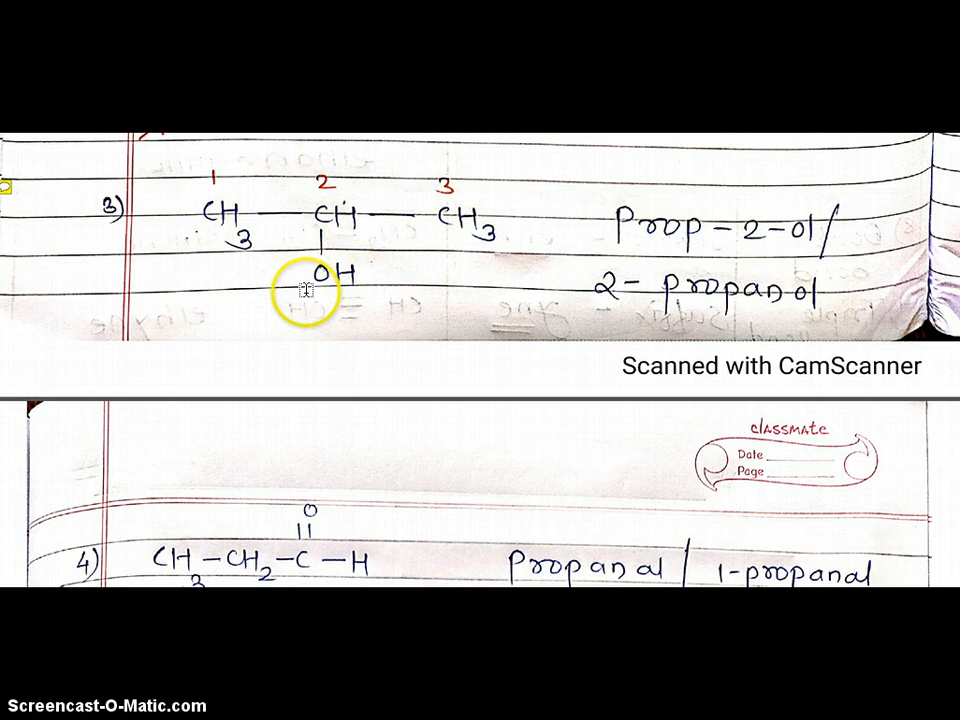 1 2 3
3) CH3 — CH — CH3 Prop-2-ol/
OH 2-propanol
Scanned with CamScanner
classmate
Date
Page
O
4) CH3-CH2-C-H Propanal / 1-propanal
Screencast-O-Matic.com